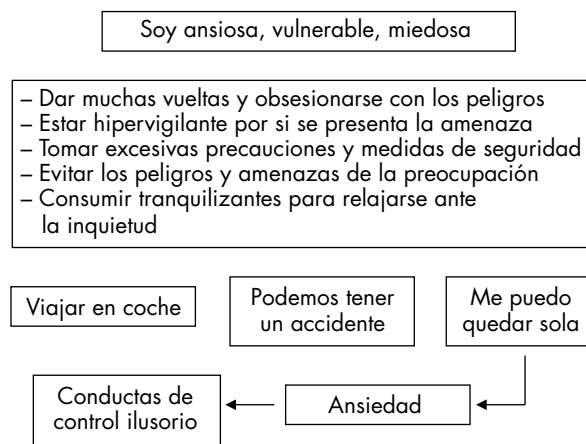 Soy ansiosa, vulnerable, miedosa
– Dar muchas vueltas y obsesionarse con los peligros
– Estar hipervigilante por si se presenta la amenaza
– Tomar excesivas precauciones y medidas de seguridad
– Evitar los peligros y amenazas de la preocupación
– Consumir tranquilizantes para relajarse ante
la inquietud
Viajar en coche
Podemos tener
un accidente
Me puedo
quedar sola
Conductas de
control ilusorio
Ansiedad